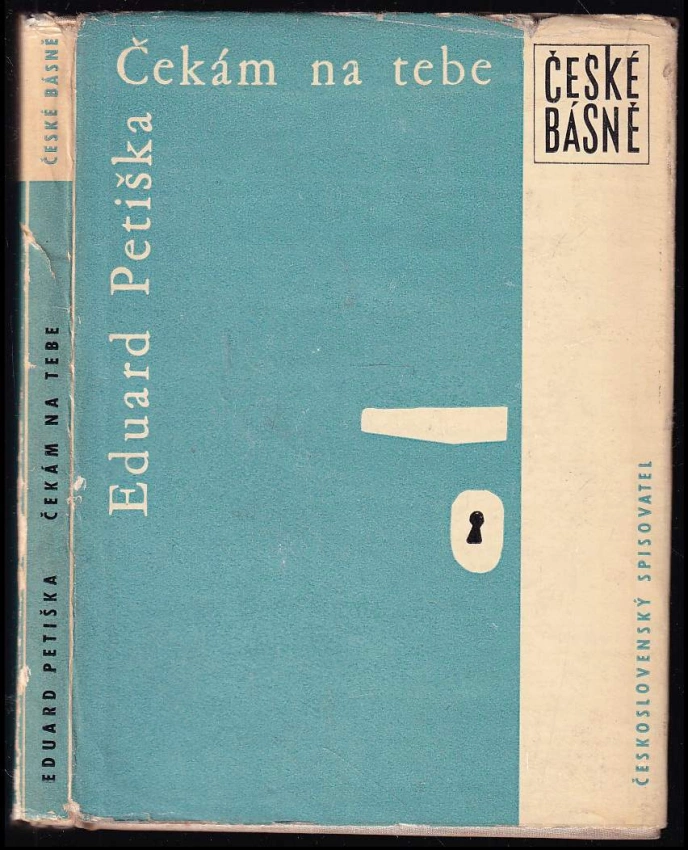 Čekám na tebe
Eduard Petiška
ČESKÉ
BÁSNĚ
ČESKOSLOVENSKÝ SPISOVATEL
ČESKÉ BÁSNĚ
EDUARD PETIŠKA ČEKÁM NA TEBE